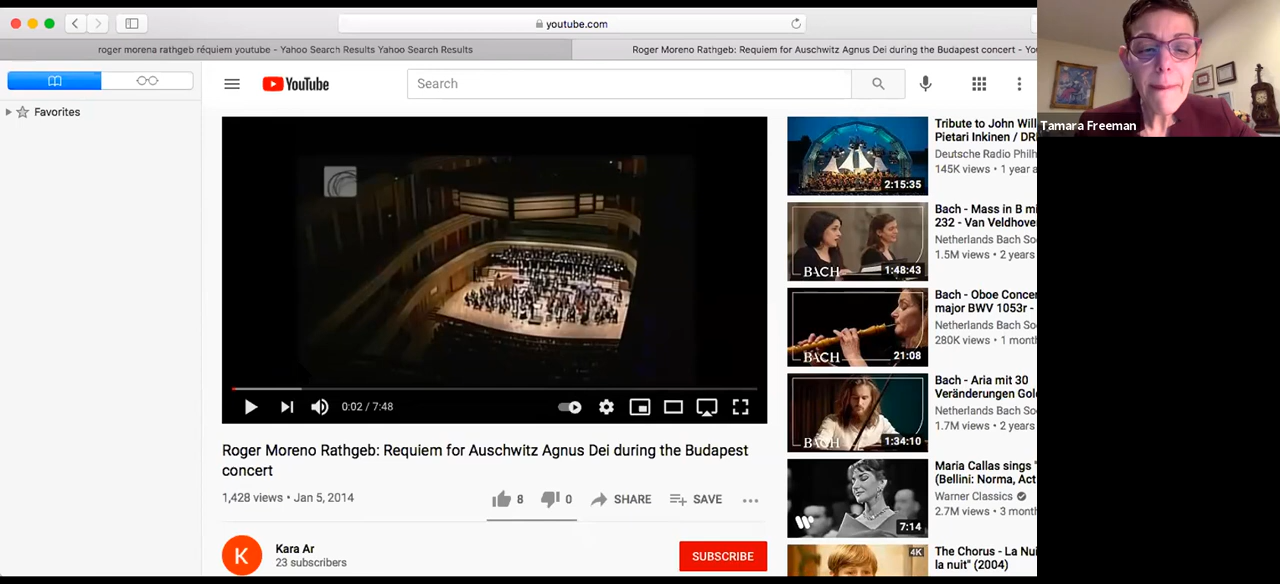 youtube.com
roger morena rathgeb réquiem youtube - Yahoo Search Results Yahoo Search Results
Roger Moreno Rathgeb: Requiem for Auschwitz Agnus Dei during the Budapest concert - Yo
Favorites
YouTube
Search
Tamara Freeman
0:02 / 7:48
Roger Moreno Rathgeb: Requiem for Auschwitz Agnus Dei during the Budapest
concert
1,428 views • Jan 5, 2014
8
0
SHARE
SAVE
K
Kara Ar
23 subscribers
SUBSCRIBE
2:15:35
Tribute to John Will
Pietari Inkinen / DR
Deutsche Radio Philh
145K views • 1 year a
BACH
1:48:43
Bach - Mass in B mi
232 - Van Veldhove
Netherlands Bach So
1.5M views • 2 years
BACH
21:08
Bach - Oboe Concer
major BWV 1053r -
Netherlands Bach So
280K views • 1 month
BACH
1:34:10
Bach - Aria mit 30
Veränderungen Gol
Netherlands Bach So
1.7M views • 2 years
W
7:14
Maria Callas sings "
(Bellini: Norma, Act
Warner Classics
2.7M views • 3 month
4K
The Chorus - La Nui
la nuit" (2004)